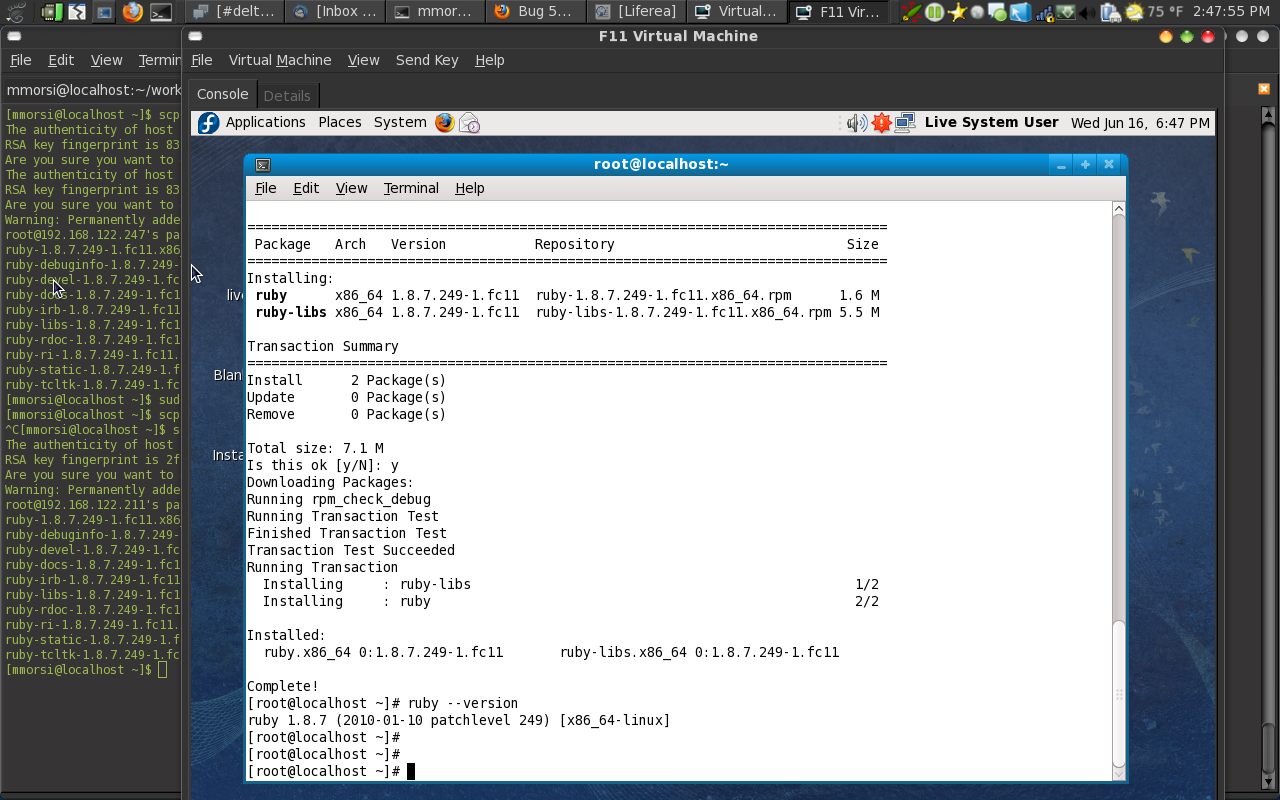 [#delt...
[Inbox ...
mmor...
Bug 5...
[Liferea]
Virtual...
F11 Vir...
75 °F
2:47:55 PM
F11 Virtual Machine
File Edit View Termin
File Virtual Machine View Send Key Help
mmorsi@localhost:~/work
Console Details
[mmorsi@localhost ~]$ scp
The authenticity of host
RSA key fingerprint is 83
Are you sure you want to
The authenticity of host
RSA key fingerprint is 83
Are you sure you want to
Warning: Permanently adde
root@192.168.122.247's pa
ruby-1.8.7.249-1.fc11.x86
ruby-debuginfo-1.8.7.249-
ruby-devel-1.8.7.249-1.fc
ruby-docs-1.8.7.249-1.fc1
ruby-irb-1.8.7.249-1.fc11
ruby-libs-1.8.7.249-1.fc1
ruby-rdoc-1.8.7.249-1.fc1
ruby-ri-1.8.7.249-1.fc11.
ruby-static-1.8.7.249-1.f
ruby-tcltk-1.8.7.249-1.fc
[mmorsi@localhost ~]$ sud
[mmorsi@localhost ~]$ scp
^C[mmorsi@localhost ~]$ s
The authenticity of host
RSA key fingerprint is 2f
Are you sure you want to
Warning: Permanently adde
root@192.168.122.211's pa
ruby-1.8.7.249-1.fc11.x86
ruby-debuginfo-1.8.7.249-
ruby-devel-1.8.7.249-1.fc
ruby-docs-1.8.7.249-1.fc1
ruby-irb-1.8.7.249-1.fc11
ruby-libs-1.8.7.249-1.fc1
ruby-rdoc-1.8.7.249-1.fc1
ruby-ri-1.8.7.249-1.fc11.
ruby-static-1.8.7.249-1.f
ruby-tcltk-1.8.7.249-1.fc
[mmorsi@localhost ~]$
Applications Places System
Live System User Wed Jun 16, 6:47 PM
live
Blan
Insta
root@localhost:~
File Edit View Terminal Help
================================================================================
Package Arch Version Repository Size
================================================================================
Installing:
ruby x86_64 1.8.7.249-1.fc11 ruby-1.8.7.249-1.fc11.x86_64.rpm 1.6 M
ruby-libs x86_64 1.8.7.249-1.fc11 ruby-libs-1.8.7.249-1.fc11.x86_64.rpm 5.5 M
Transaction Summary
================================================================================
Install 2 Package(s)
Update 0 Package(s)
Remove 0 Package(s)
Total size: 7.1 M
Is this ok [y/N]: y
Downloading Packages:
Running rpm_check_debug
Running Transaction Test
Finished Transaction Test
Transaction Test Succeeded
Running Transaction
Installing : ruby-libs 1/2
Installing : ruby 2/2
Installed:
ruby.x86_64 0:1.8.7.249-1.fc11 ruby-libs.x86_64 0:1.8.7.249-1.fc11
Complete!
[root@localhost ~]# ruby --version
ruby 1.8.7 (2010-01-10 patchlevel 249) [x86_64-linux]
[root@localhost ~]#
[root@localhost ~]#
[root@localhost ~]#